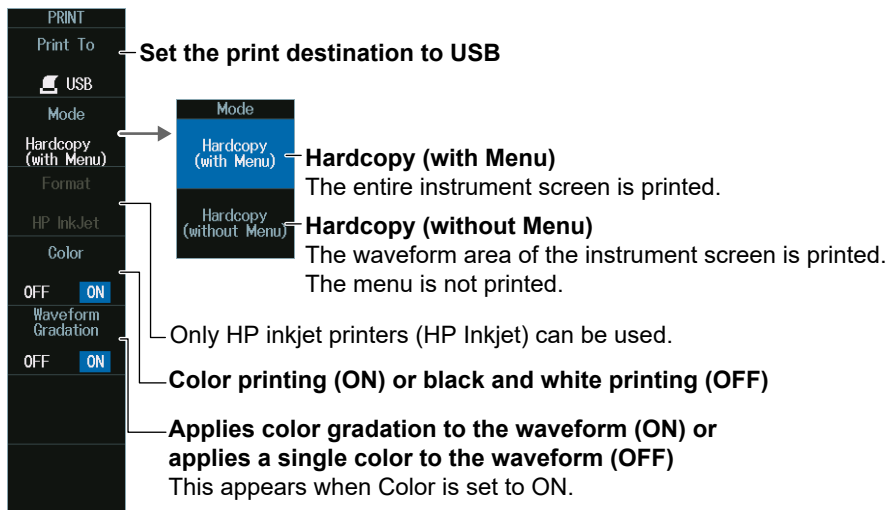 PRINT
Print To
USB
Set the print destination to USB
Mode
Hardcopy
(with Menu)
Mode
Hardcopy
(with Menu)
Hardcopy (with Menu)
The entire instrument screen is printed.
Hardcopy
(without Menu)
Hardcopy (without Menu)
The waveform area of the instrument screen is printed.
The menu is not printed.
Format
HP InkJet
Only HP inkjet printers (HP Inkjet) can be used.
Color
OFF ON
Color printing (ON) or black and white printing (OFF)
Waveform
Gradation
OFF ON
Applies color gradation to the waveform (ON) or
applies a single color to the waveform (OFF)
This appears when Color is set to ON.